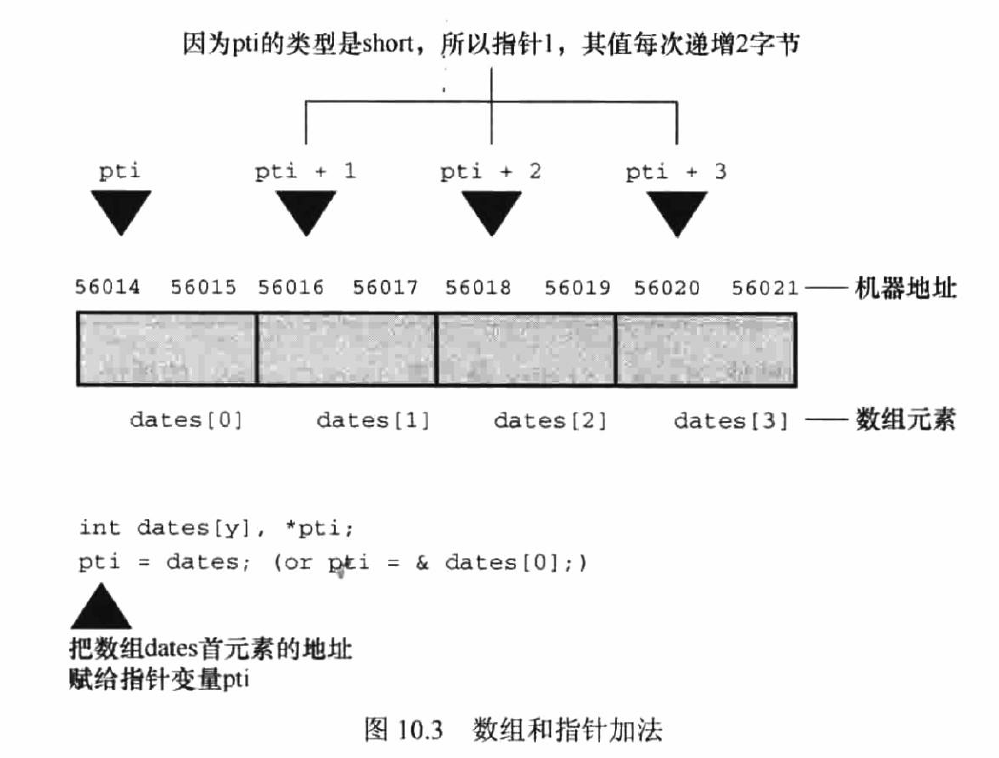 因为pti的类型是short，所以指针1，其值每次递增2字节
pti pti + 1 pti + 2 pti + 3
56014 56015 56016 56017 56018 56019 56020 56021 机器地址
dates[0] dates[1] dates[2] dates[3] 数组元素
int dates[y], *pti;
pti = dates; (or pti = & dates[0];)
把数组dates首元素的地址
赋给指针变量pti
图 10.3 数组和指针加法